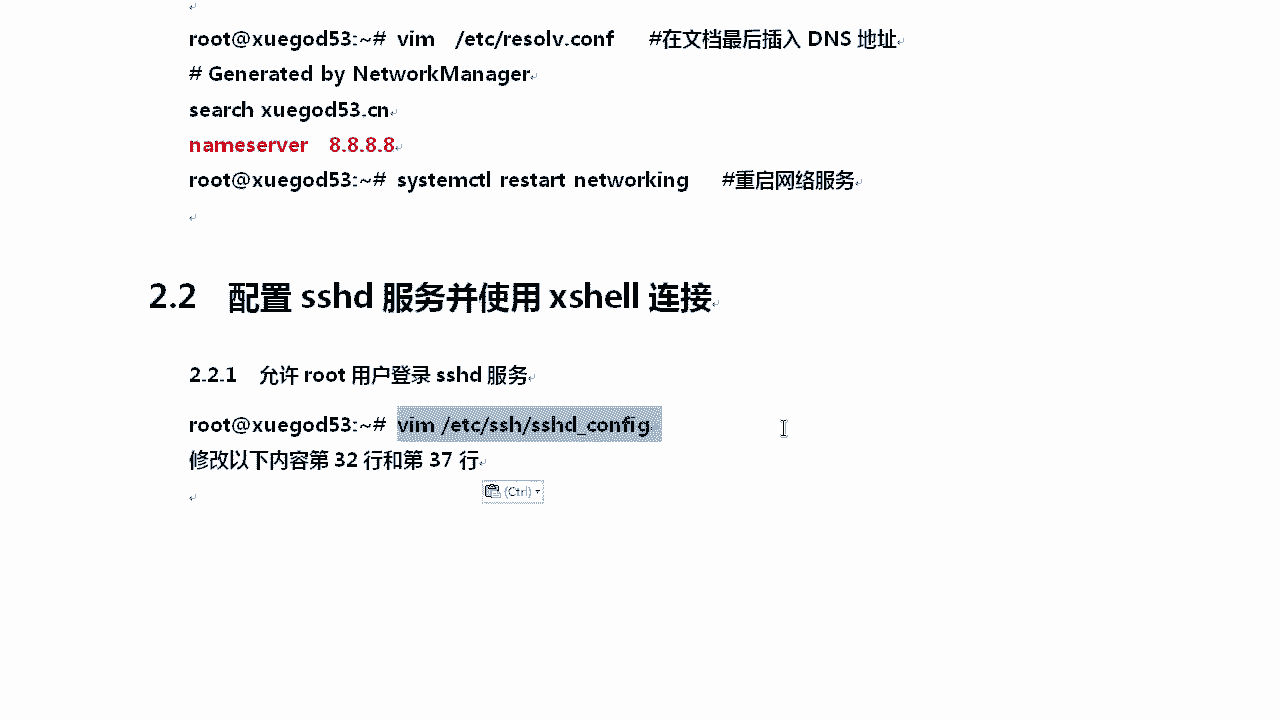 root@xuegod53:~# vim /etc/resolv.conf #在文档最后插入 DNS 地址
# Generated by NetworkManager
search xuegod53.cn
nameserver 8.8.8.8
root@xuegod53:~# systemctl restart networking #重启网络服务
2.2 配置 sshd 服务并使用 xshell 连接
2.2.1 允许 root 用户登录 sshd 服务
root@xuegod53:~# vim /etc/ssh/sshd_config
修改以下内容第 32 行和第 37 行
(Ctrl)